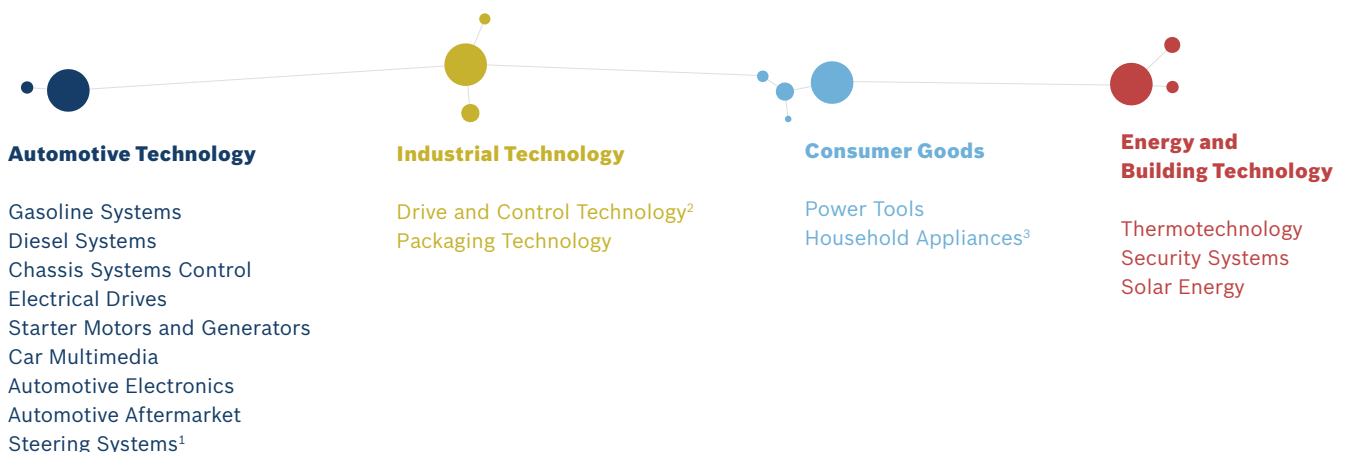 Automotive Technology
Gasoline Systems
Diesel Systems
Chassis Systems Control
Electrical Drives
Starter Motors and Generators
Car Multimedia
Automotive Electronics
Automotive Aftermarket
Steering Systems¹
Industrial Technology
Drive and Control Technology²
Packaging Technology
Consumer Goods
Power Tools
Household Appliances³
Energy and
Building Technology
Thermotechnology
Security Systems
Solar Energy